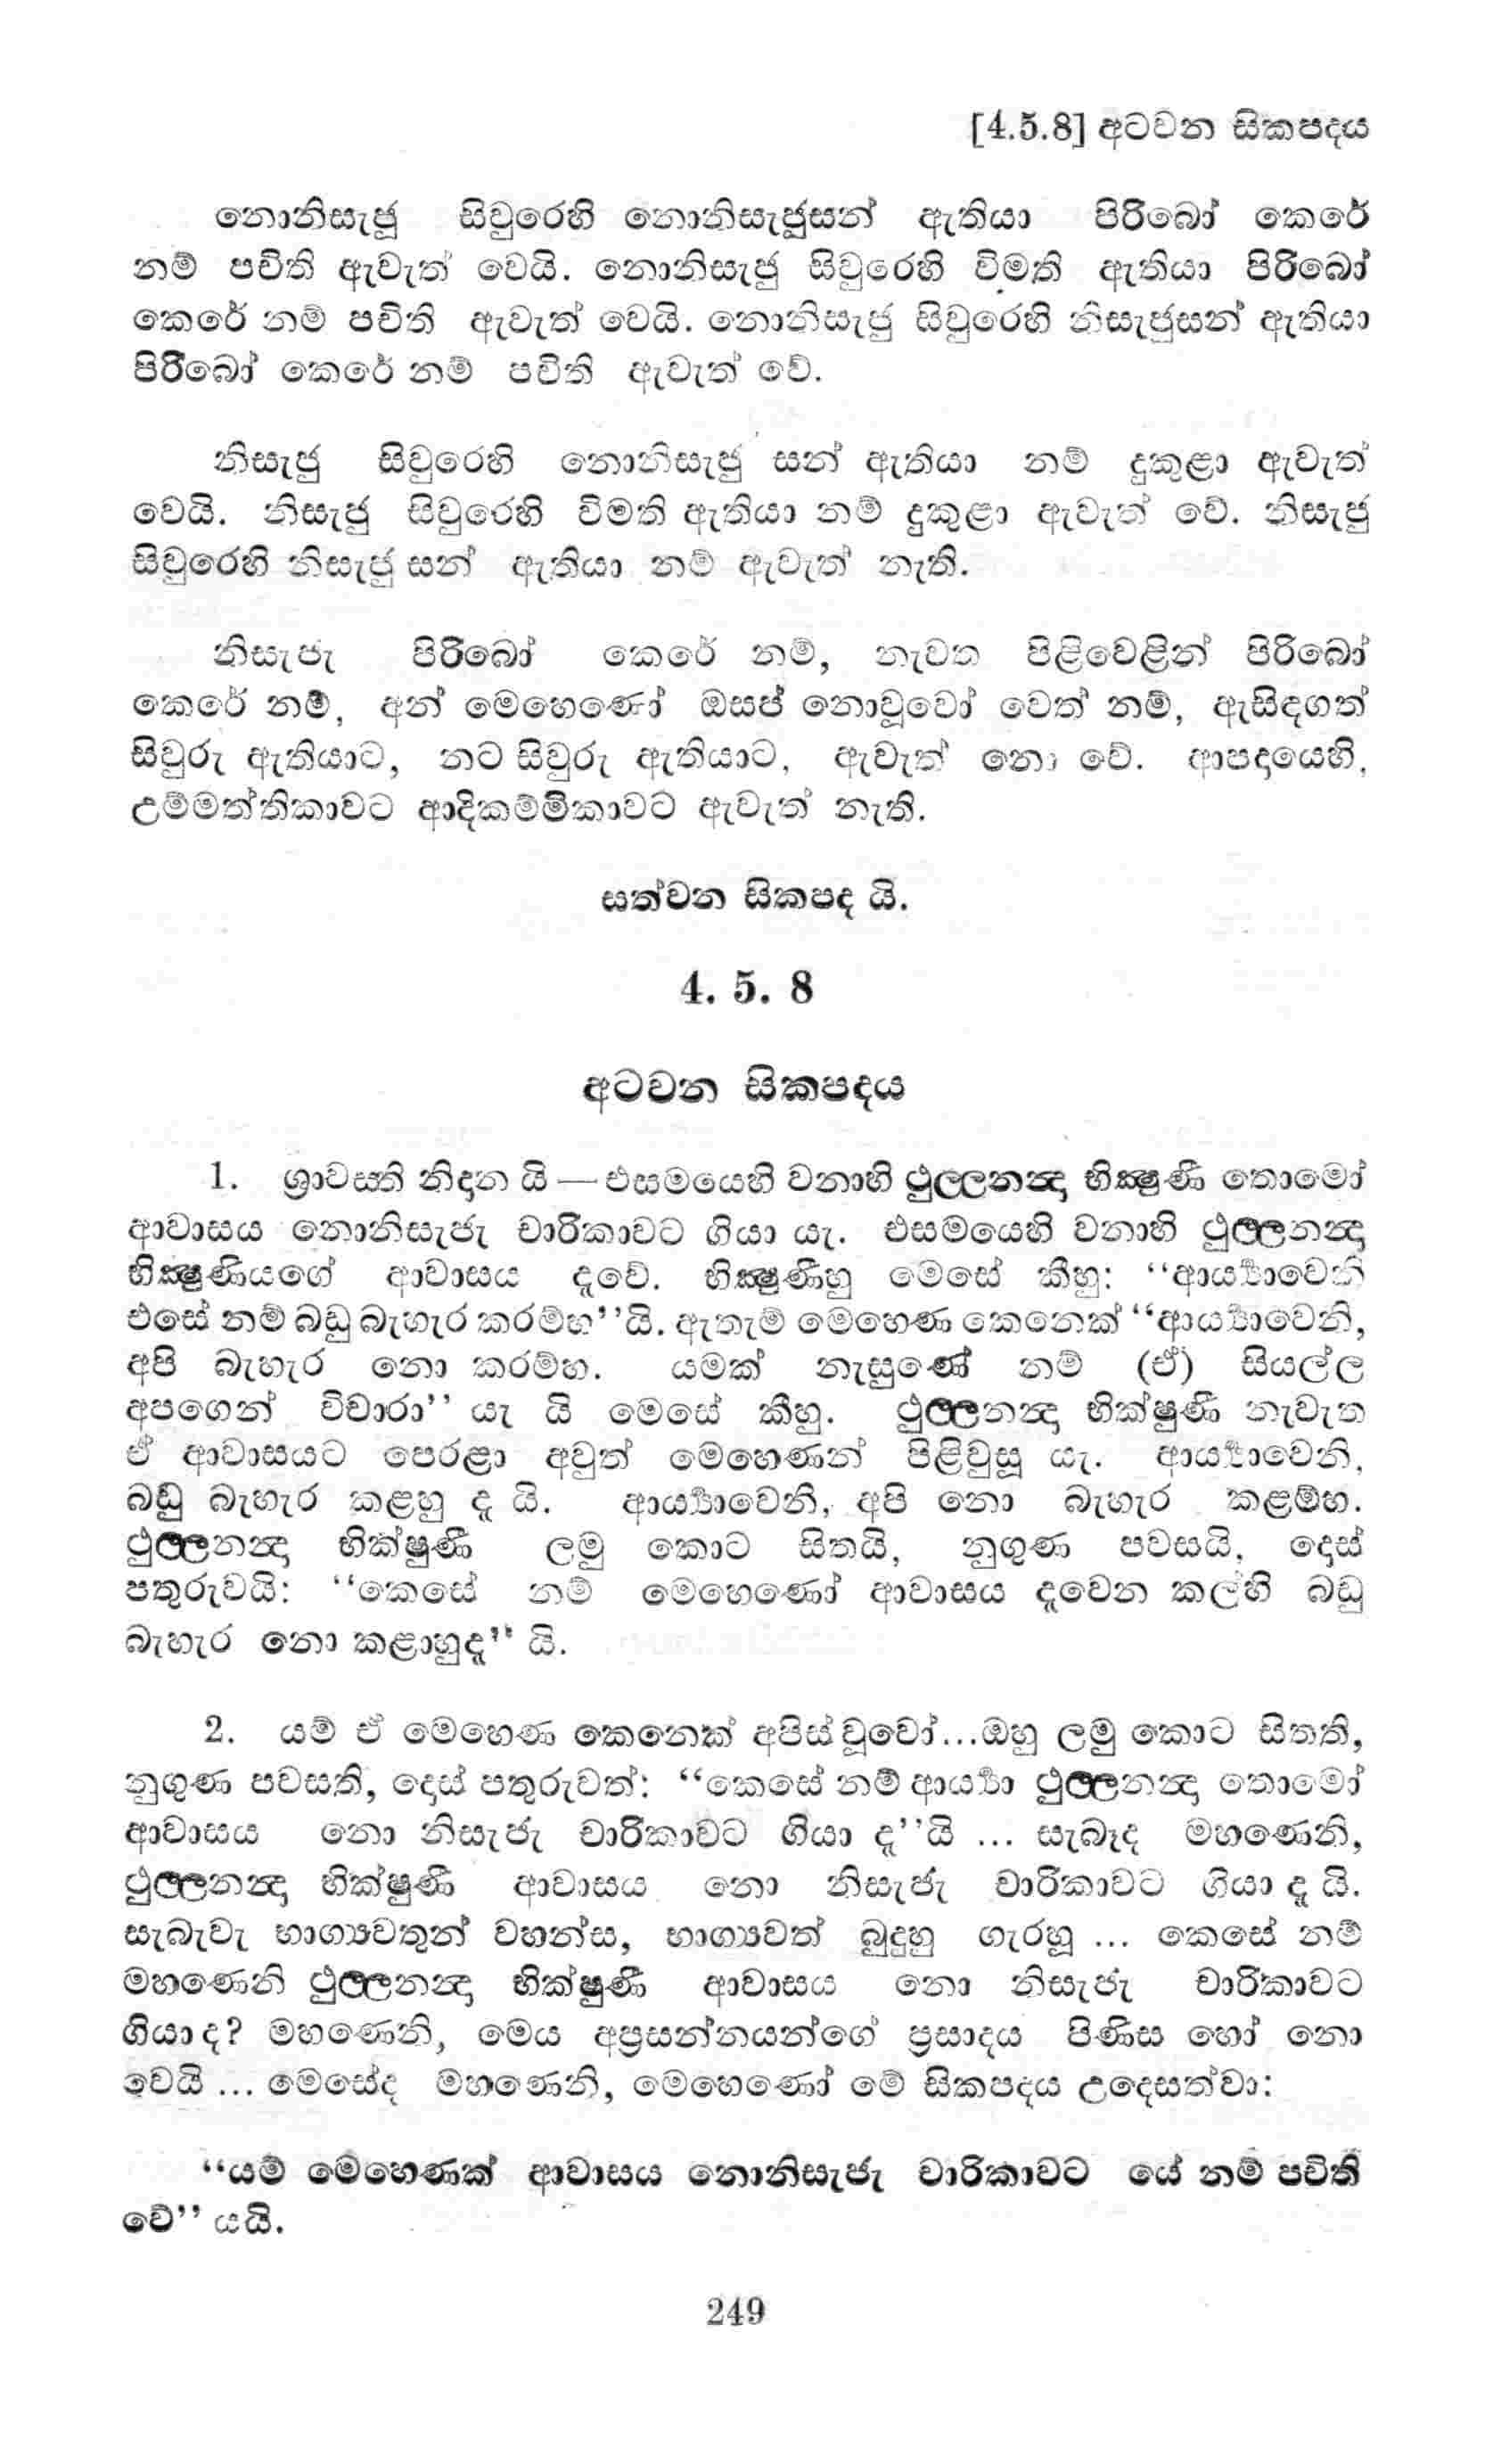 [4.5.8] අටවන සිකපදය
නොනිසැජූ සිවුරෙහි නොනිසැජුසන් ඇතියා පිරිබෝ කෙරේ
නම් පචිති ඇවැත් වෙයි. නොනිසැජු සිවුරෙහි විමති ඇතියා පිරිබෝ
කෙරේ නම් පචිති ඇවැත් වෙයි. නොනිසැජු සිවුරෙහි නිසැජුසන් ඇතියා
පිරිබෝ කෙරේ නම් පචිති ඇවැත් වේ.
නිසැජු සිවුරෙහි නොනිසැජු සන් ඇතියා නම් දුකුළා ඇවැත්
වෙයි. නිසැජු සිවුරෙහි විමති ඇතියා නම් දුකුළා ඇවැත් වේ. නිසැජු
සිවුරෙහි නිසැජු සන් ඇතියා නම් ඇවැත් නැති.
නිසැජැ පිරිබෝ කෙරේ නම්, නැවත පිළිවෙළින් පිරිබෝ
කෙරේ නම්, අන් මෙහෙණෝ ඔසප් නොවූවෝ වෙත් නම්, ඇසිඳගත්
සිවුරු ඇතියාට, නට සිවුරු ඇතියාට, ඇවැත් නො වේ. ආපදායෙහි,
උම්මත්තිකාවට ආදිකම්මිකාවට ඇවැත් නැති.
සත්වන සිකපද යි.
4. 5. 8
අටවන සිකපදය
1. ශ්‍රාවස්ති නිදාන යි — එසමයෙහි වනාහි ථුල්ලනන්‍දා භික්‍ෂුණී තොමෝ
ආවාසය නොනිසැජැ චාරිකාවට ගියා යැ. එසමයෙහි වනාහි ථුල්ලනන්‍දා
භික්‍ෂුණියගේ ආවාසය දූවේ. භික්‍ෂුණීහු මෙසේ කීහු: “ආර්‍ය්‍යාවෙනි
එසේ නම් බඩු බැහැර කරම්හ”යි. ඇතැම් මෙහෙණ කෙනෙක් “ආර්‍ය්‍යාවෙනි,
අපි බැහැර නො කරම්හ. යමක් නැසුණේ නම් (ඒ) සියල්ල
අපගෙන් විචාරා” යැ යි මෙසේ කීහු. ථුල්ලනන්‍දා භික්ෂුණී නැවැත
ඒ ආවාසයට පෙරළා අවුත් මෙහෙණන් පිළිවුසූ යැ. ආර්‍ය්‍යාවෙනි,
බඩු බැහැර කළහු දැ යි. ආර්‍ය්‍යාවෙනි, අපි නො බැහැර කළම්හ.
ථුල්ලනන්‍දා භික්ෂුණී ලමු කොට සිතයි, නුගුණ පවසයි, දොස්
පතුරුවයි: “කෙසේ නම් මෙහෙණෝ ආවාසය දූවෙන කල්හි බඩු
බැහැර නො කළාහුදැ” යි.
2. යම් ඒ මෙහෙණ කෙනෙක් අපිස් වූවෝ...ඔහු ලමු කොට සිතති,
නුගුණ පවසති, දොස් පතුරුවත්: “කෙසේ නම් ආර්‍ය්‍යා ථුල්ලනන්‍දා තොමෝ
ආවාසය නො නිසැජැ චාරිකාවට ගියා දැ”යි ... සැබෑද මහණෙනි,
ථුල්ලනන්‍දා භික්ෂුණී ආවාසය නො නිසැජැ චාරිකාවට ගියා දැ යි.
සැබැවැ භාග්‍යවතුන් වහන්ස, භාග්‍යවත් බුදුහු ගැරහූ ... කෙසේ නම්
මහණෙනි ථුල්ලනන්‍දා භික්ෂුණී ආවාසය නො නිසැජැ චාරිකාවට
ගියා ද? මහණෙනි, මෙය අප්‍රසන්නයන්ගේ ප්‍රසාදය පිණිස හෝ නො
වෙයි ... මෙසේද මහණෙනි, මෙහෙණෝ මේ සිකපදය උදෙසත්වා:
“යම් මෙහෙණක් ආවාසය නොනිසැජැ චාරිකාවට යේ නම් පචිති
වේ” යයි.
249